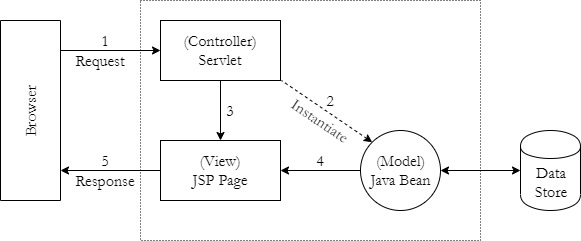 1
Request
(Controller)
Servlet
2
Instantiate
Browser
3
(View)
JSP Page
4
(Model)
Java Bean
5
Response
Data
Store